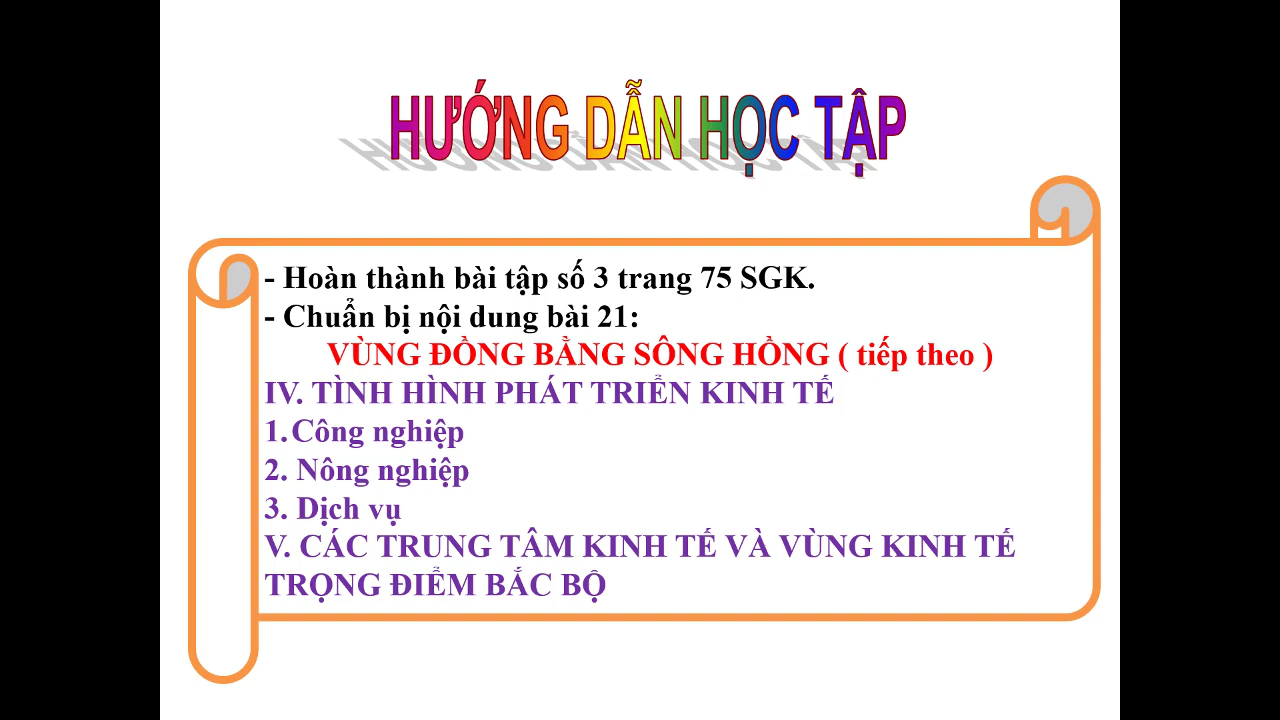 HƯỚNG DẪN HỌC TẬP
- Hoàn thành bài tập số 3 trang 75 SGK.
- Chuẩn bị nội dung bài 21:
VÙNG ĐỒNG BẰNG SÔNG HỒNG ( tiếp theo )
IV. TÌNH HÌNH PHÁT TRIỂN KINH TẾ
1. Công nghiệp
2. Nông nghiệp
3. Dịch vụ
V. CÁC TRUNG TÂM KINH TẾ VÀ VÙNG KINH TẾ
TRỌNG ĐIỂM BẮC BỘ